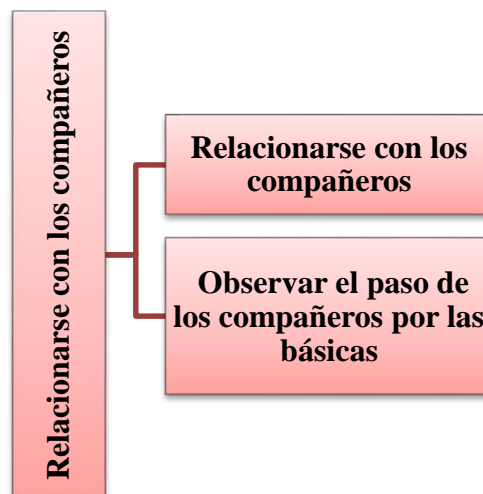 Relacionarse con los compañeros
Relacionarse con los
compañeros
Observar el paso de
los compañeros por las
básicas